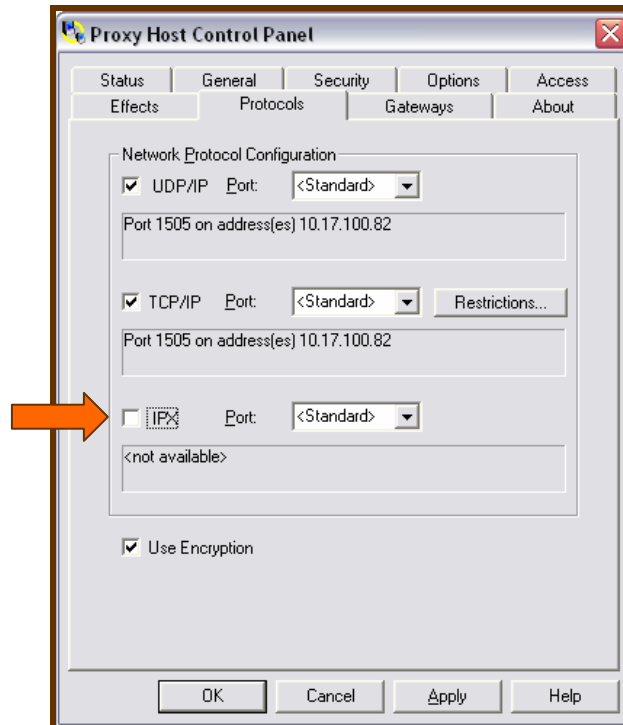 Proxy Host Control Panel
Status General Security Options Access
Effects Protocols Gateways About
Network Protocol Configuration
UDP/IP Port: <Standard>
Port 1505 on address(es) 10.17.100.82
TCP/IP Port: <Standard> Restrictions...
Port 1505 on address(es) 10.17.100.82
IPX Port: <Standard>
<not available>
Use Encryption
OK Cancel Apply Help